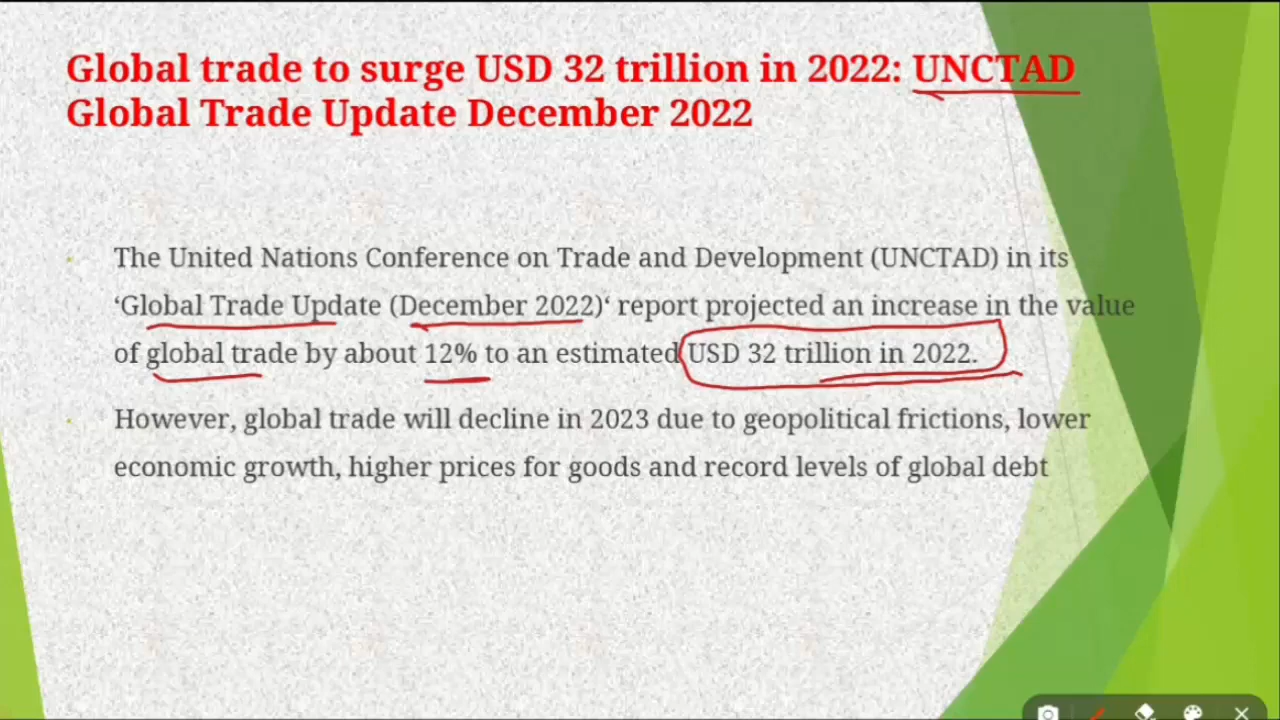 Global trade to surge USD 32 trillion in 2022: UNCTAD
Global Trade Update December 2022
The United Nations Conference on Trade and Development (UNCTAD) in its
‘Global Trade Update (December 2022)‘ report projected an increase in the value
of global trade by about 12% to an estimated USD 32 trillion in 2022.
However, global trade will decline in 2023 due to geopolitical frictions, lower
economic growth, higher prices for goods and record levels of global debt